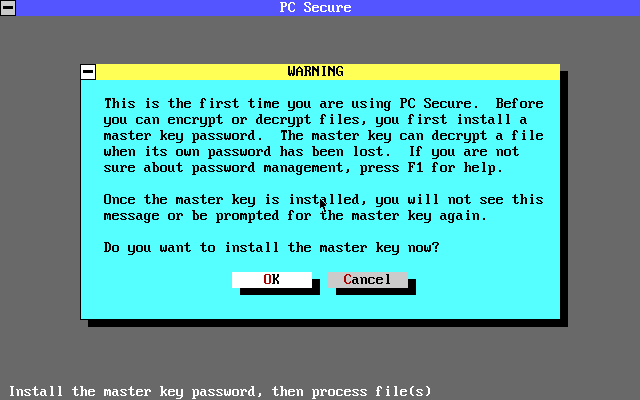 PC Secure
WARNING
This is the first time you are using PC Secure.  Before
you can encrypt or decrypt files, you first install a
master key password.  The master key can decrypt a file
when its own password has been lost.  If you are not
sure about password management, press F1 for help.
Once the master key is installed, you will not see this
message or be prompted for the master key again.
Do you want to install the master key now?
OK Cancel
Install the master key password, then process file(s)